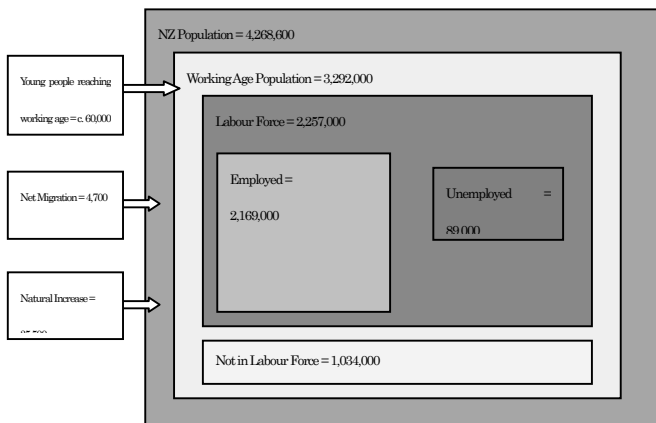 NZ Population = 4,268,600
Young people reaching
working age = c. 60,000
Working Age Population = 3,292,000
Labour Force = 2,257,000
Employed =
2,169,000
Unemployed =
89,000
Net Migration = 4,700
Natural Increase =
Not in Labour Force = 1,034,000